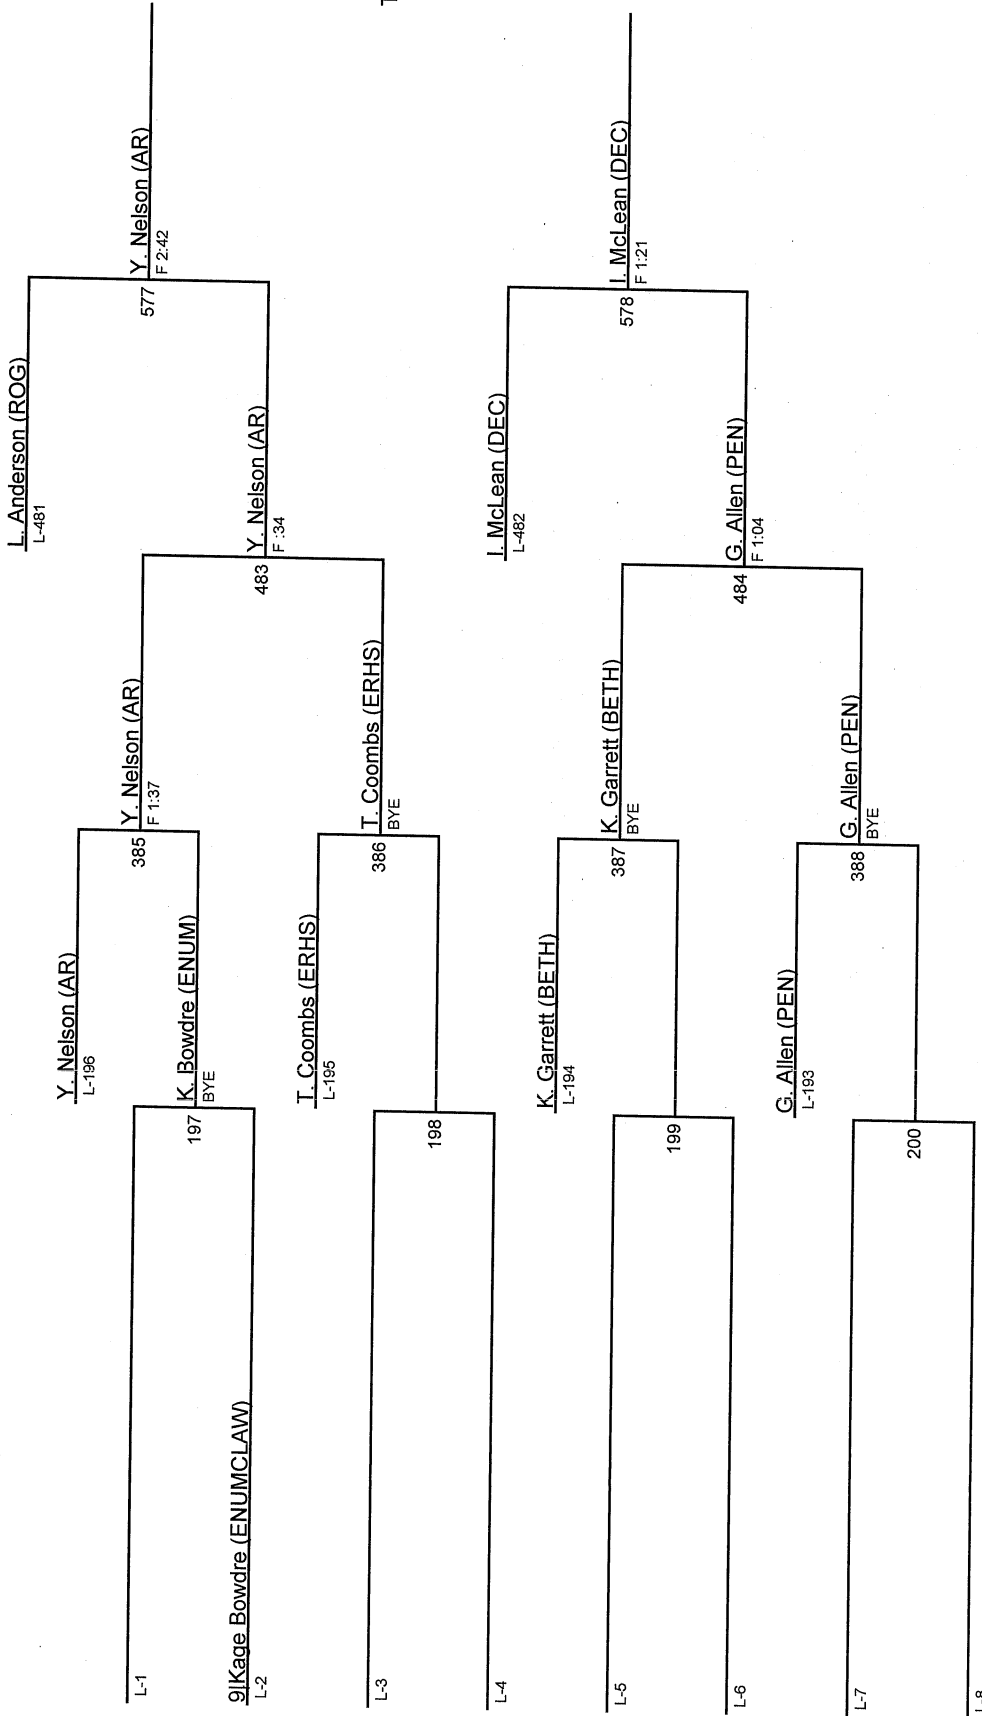 L-1
9|Kage Bowdre (ENUMCLAW)
L-2
L-3
L-4
L-5
L-6
L-7
L-8
197
198
199
200
Y. Nelson (AR)
L-196
K. Bowdre (ENUM)
BYE
T. Coombs (ERHS)
L-195
K. Garrett (BETH)
L-194
G. Allen (PEN)
L-193
385
386
387
388
Y. Nelson (AR)
F 1:37
T. Coombs (ERHS)
BYE
K. Garrett (BETH)
BYE
G. Allen (PEN)
BYE
483
484
L. Anderson (ROG)
L-481
Y. Nelson (AR)
F :34
I. McLean (DEC)
L-482
G. Allen (PEN)
F 1:04
577
578
Y. Nelson (AR)
F 2:42
I. McLean (DEC)
F 1:21